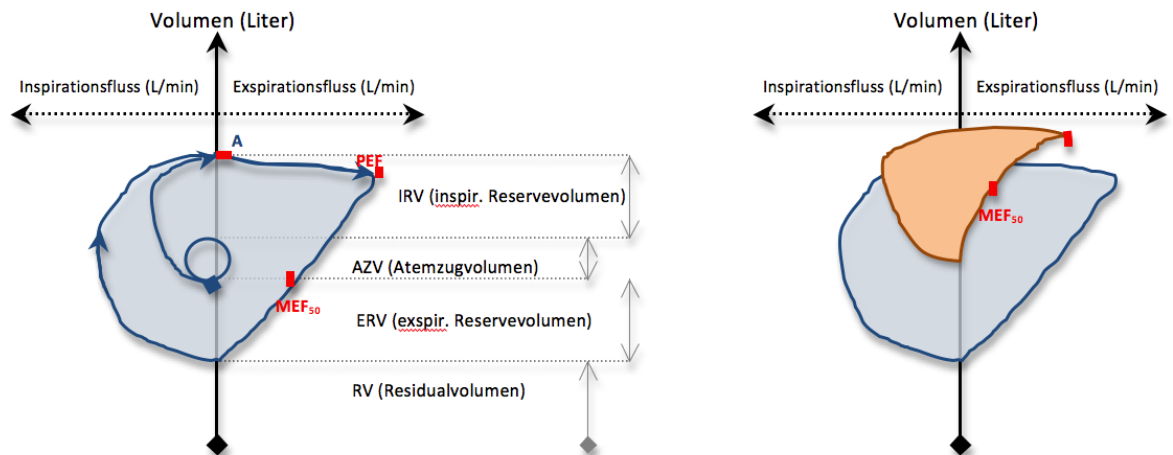 Volumen (Liter)
Inspirationsfluss (L/min)
Exspirationsfluss (L/min)
A
PEF
IRV (inspir. Reservevolumen)
AZV (Atemzugvolumen)
MEF50
ERV (exspir. Reservevolumen)
RV (Residualvolumen)
Volumen (Liter)
Inspirationsfluss (L/min)
Exspirationsfluss (L/min)
MEF50